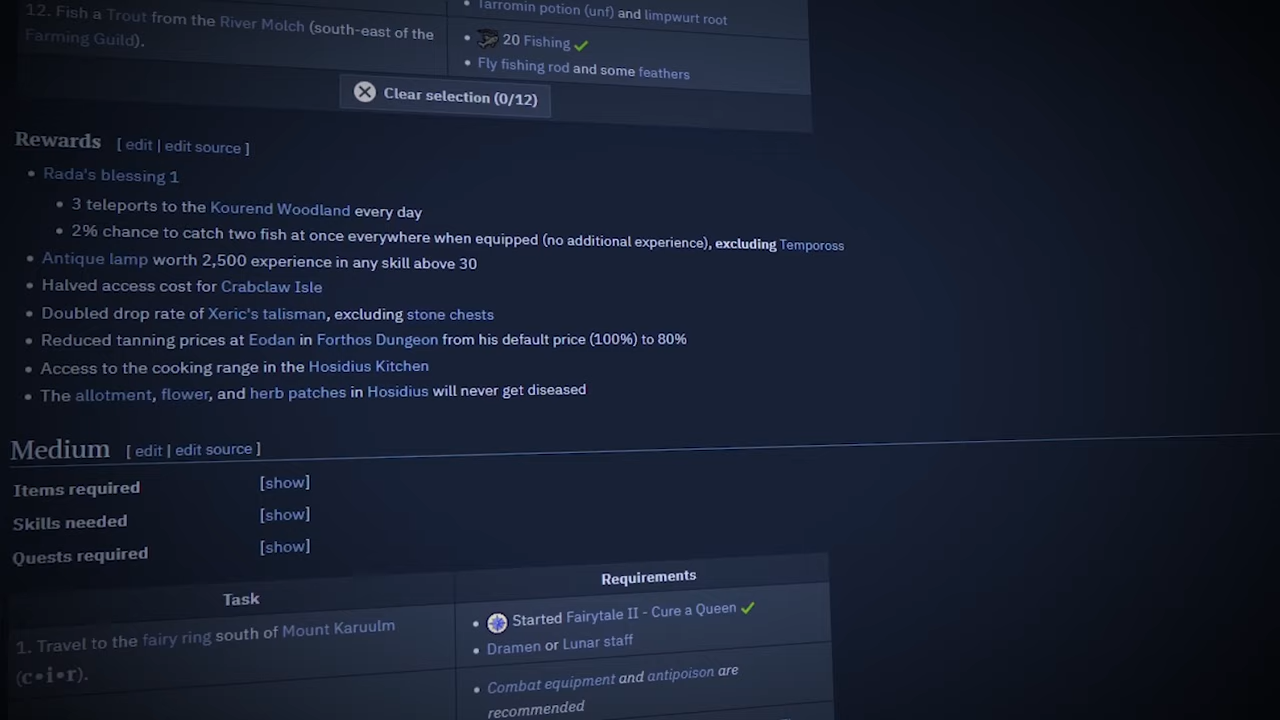 Tarromin potion (unf) and limpwurt root
12. Fish a Trout from the River Molch (south-east of the
Farming Guild).
20 Fishing
Fly fishing rod and some feathers
Clear selection (0/12)
Rewards [ edit | edit source ]
Rada's blessing 1
3 teleports to the Kourend Woodland every day
2% chance to catch two fish at once everywhere when equipped (no additional experience), excluding Tempoross
Antique lamp worth 2,500 experience in any skill above 30
Halved access cost for Crabclaw Isle
Doubled drop rate of Xeric's talisman, excluding stone chests
Reduced tanning prices at Eodan in Forthos Dungeon from his default price (100%) to 80%
Access to the cooking range in the Hosidius Kitchen
The allotment, flower, and herb patches in Hosidius will never get diseased
Medium [ edit | edit source ]
Items required [show]
Skills needed [show]
Quests required [show]
Task Requirements
1. Travel to the fairy ring south of Mount Karuulm
(c•i•r).
Started Fairytale II - Cure a Queen
Dramen or Lunar staff
Combat equipment and antipoison are
recommended